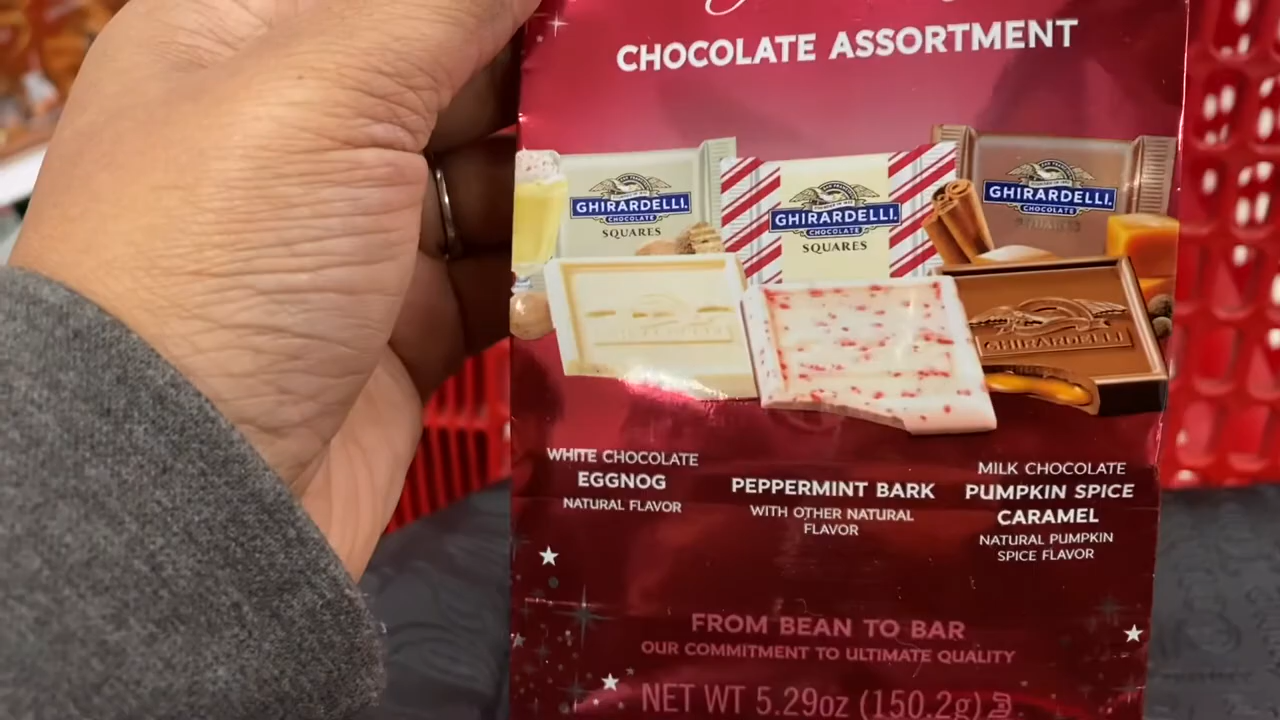 CHOCOLATE ASSORTMENT
GHIRARDELLI
CHOCOLATE
SQUARES
GHIRARDELLI
CHOCOLATE
SQUARES
GHIRARDELLI
CHOCOLATE
SQUARES
GHIRARDELLI
WHITE CHOCOLATE
EGGNOG
NATURAL FLAVOR
PEPPERMINT BARK
WITH OTHER NATURAL
FLAVOR
MILK CHOCOLATE
PUMPKIN SPICE
CARAMEL
NATURAL PUMPKIN
SPICE FLAVOR
FROM BEAN TO BAR
OUR COMMITMENT TO ULTIMATE QUALITY
NET WT 5.29oz (150.2g)